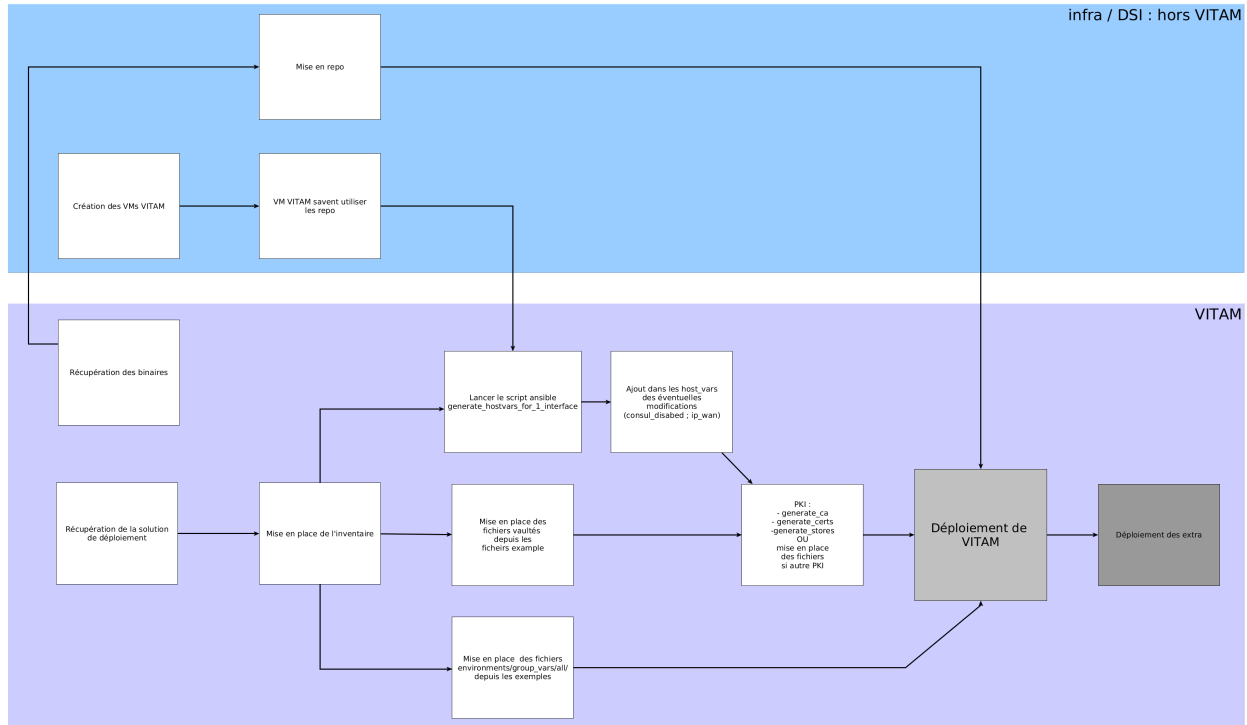 infra / DSI : hors VITAM
Mise en repo
Création des VMs VITAM
VM VITAM savent utiliser
les repo
VITAM
Récupération des binaires
Lancer le script ansible
generate_hostvars_for_1_interface
Ajout dans les host_vars
des éventuelles
modifications
(consul_disabed ; ip_wan)
Récupération de la solution
de déploiement
Mise en place de l'inventaire
Mise en place des
fichiers vaultés
depuis les
ficheirs example
PKI :
- generate_ca
- generate_certs
-generate_stores
OU
mise en place
des fichiers
si autre PKI
Déploiement de
VITAM
Déploiement des extra
Mise en place  des fichiers
environments/group_vars/all/
depuis les exemples